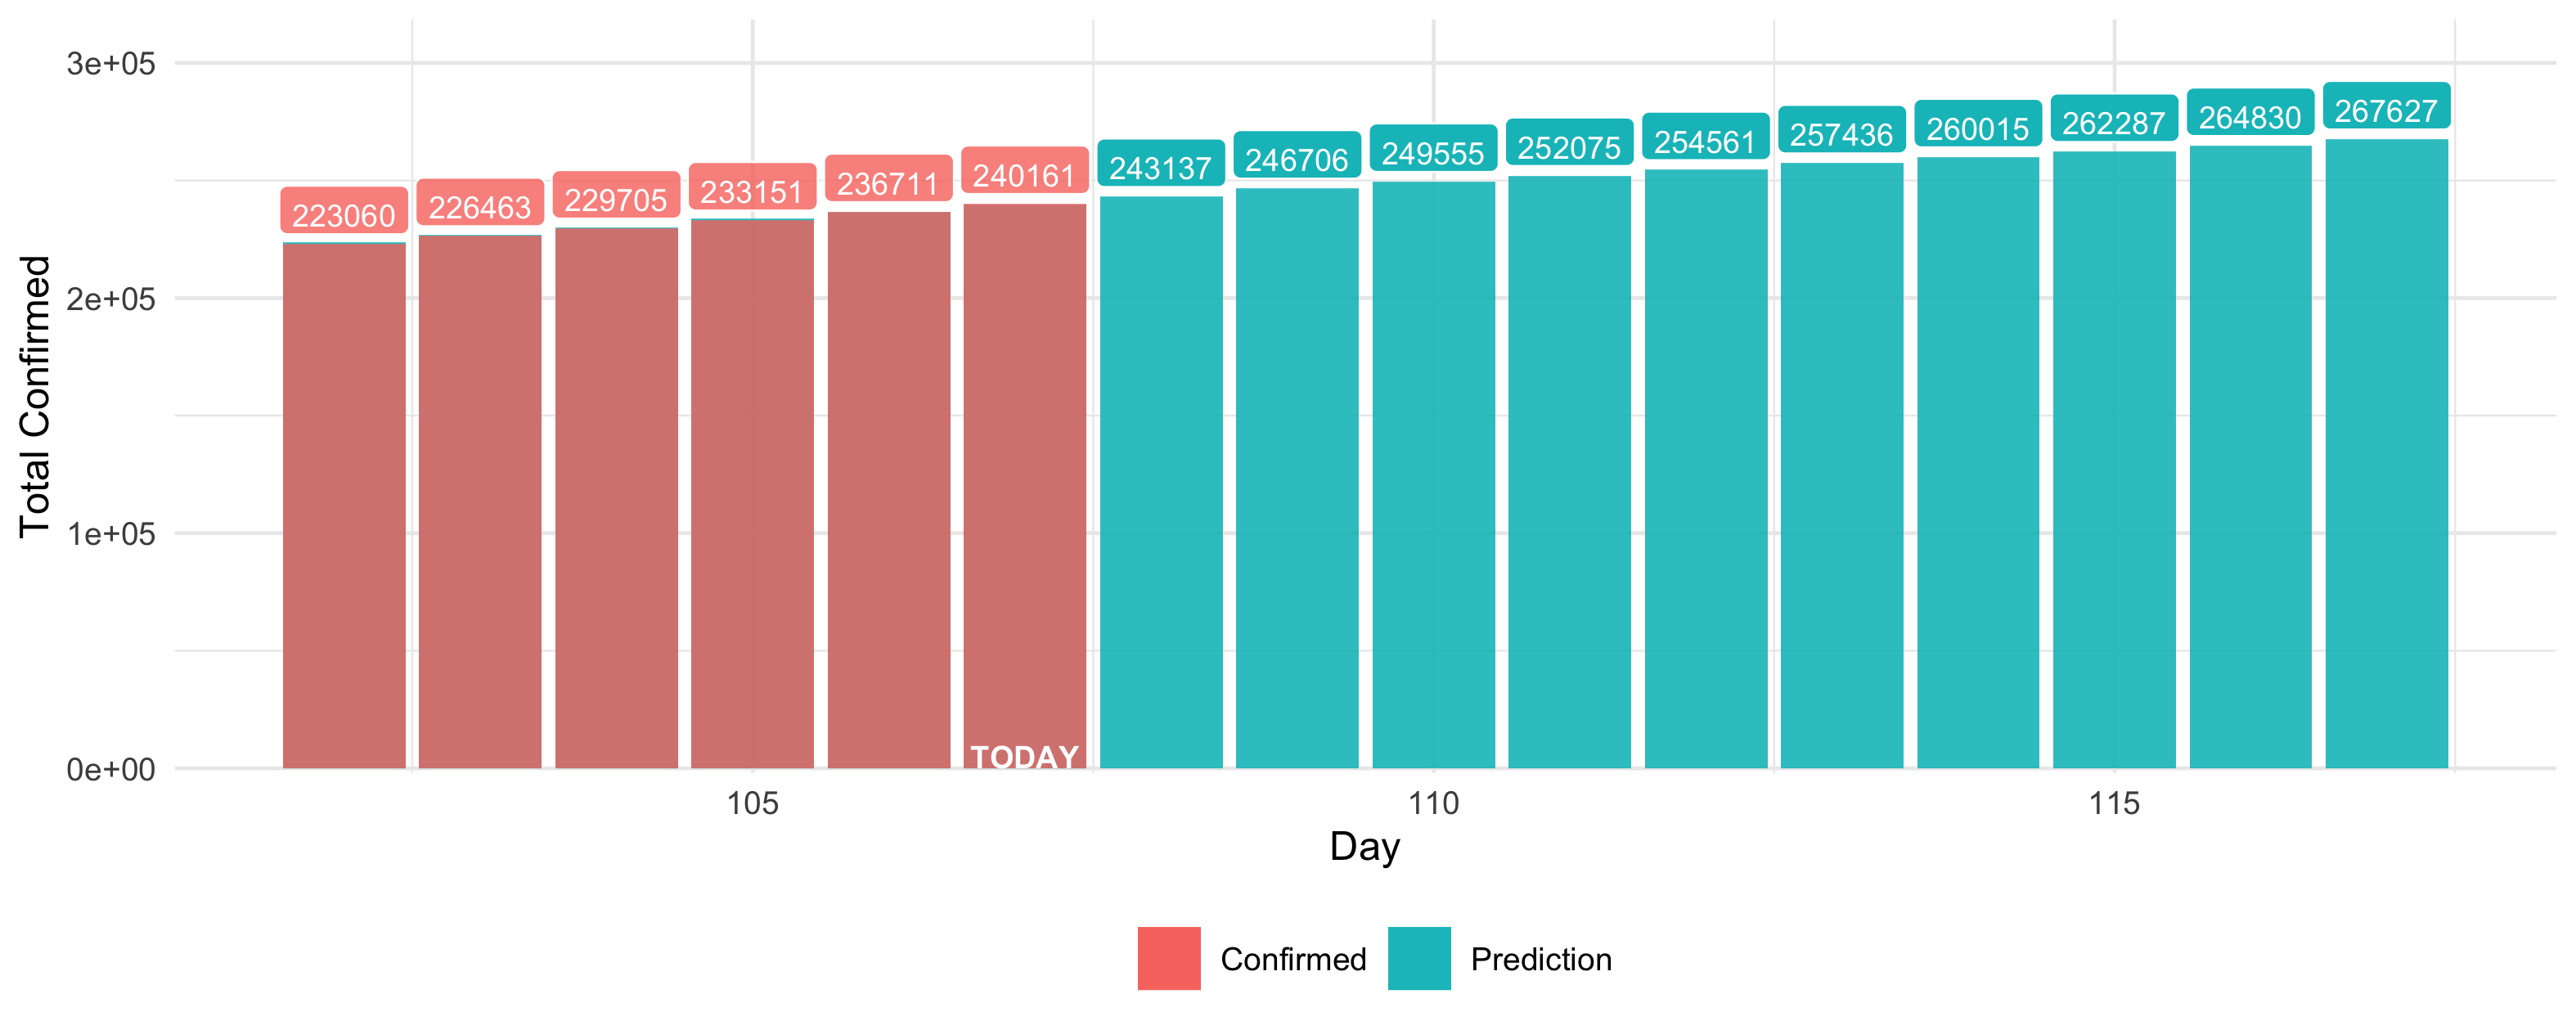 3e+05
2e+05
1e+05
0e+00
Total Confirmed
223060
226463
229705
233151
236711
240161
243137
246706
249555
252075
254561
257436
260015
262287
264830
267627
TODAY
105
110
115
Day
Confirmed
Prediction